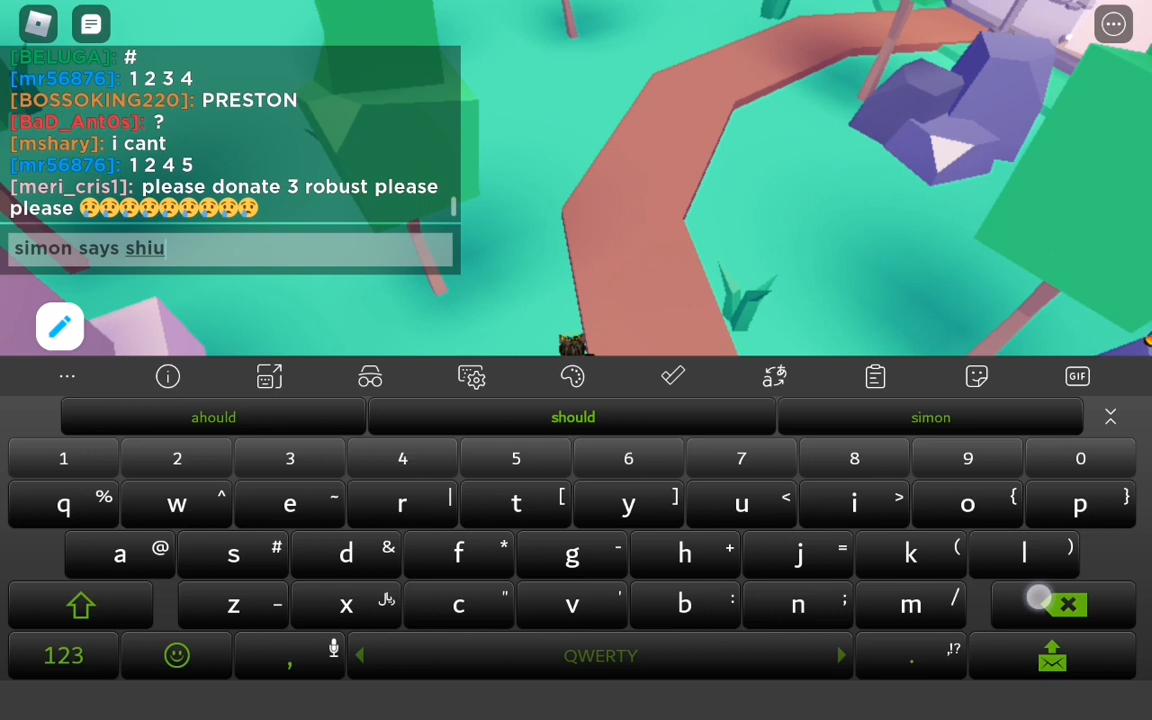 [BELUGA]: #
[mr56876]: 1 2 3 4
[BOSSOKING220]: PRESTON
[BaD_Ant0s]: ?
[mshary]: i cant
[mr56876]: 1 2 4 5
[meri_cris1]: please donate 3 robust please
please 😢😢😢😢😢😢😢😢😢
simon says shiu
GIF
ahould should simon
1 2 3 4 5 6 7 8 9 0
q % w ^ e ~ r | t [ y ] u < i > o { p }
a @ s # d & f * g - h + j = k ( l )
z _ x ﷼ c " v ' b : n ; m /
123 , QWERTY . ,!?